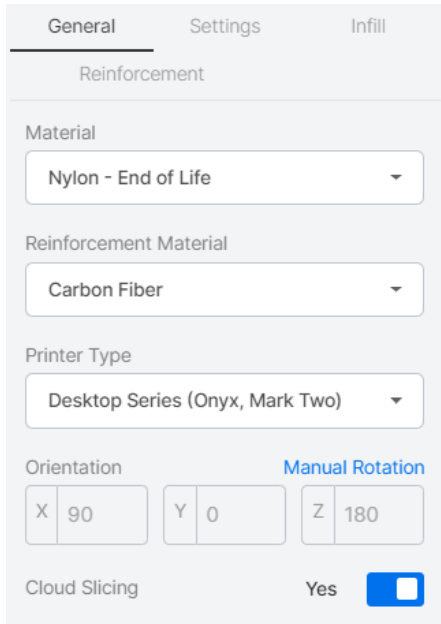 General Settings Infill
Reinforcement
Material
Nylon - End of Life
Reinforcement Material
Carbon Fiber
Printer Type
Desktop Series (Onyx, Mark Two)
Orientation Manual Rotation
X 90 Y 0 Z 180
Cloud Slicing Yes